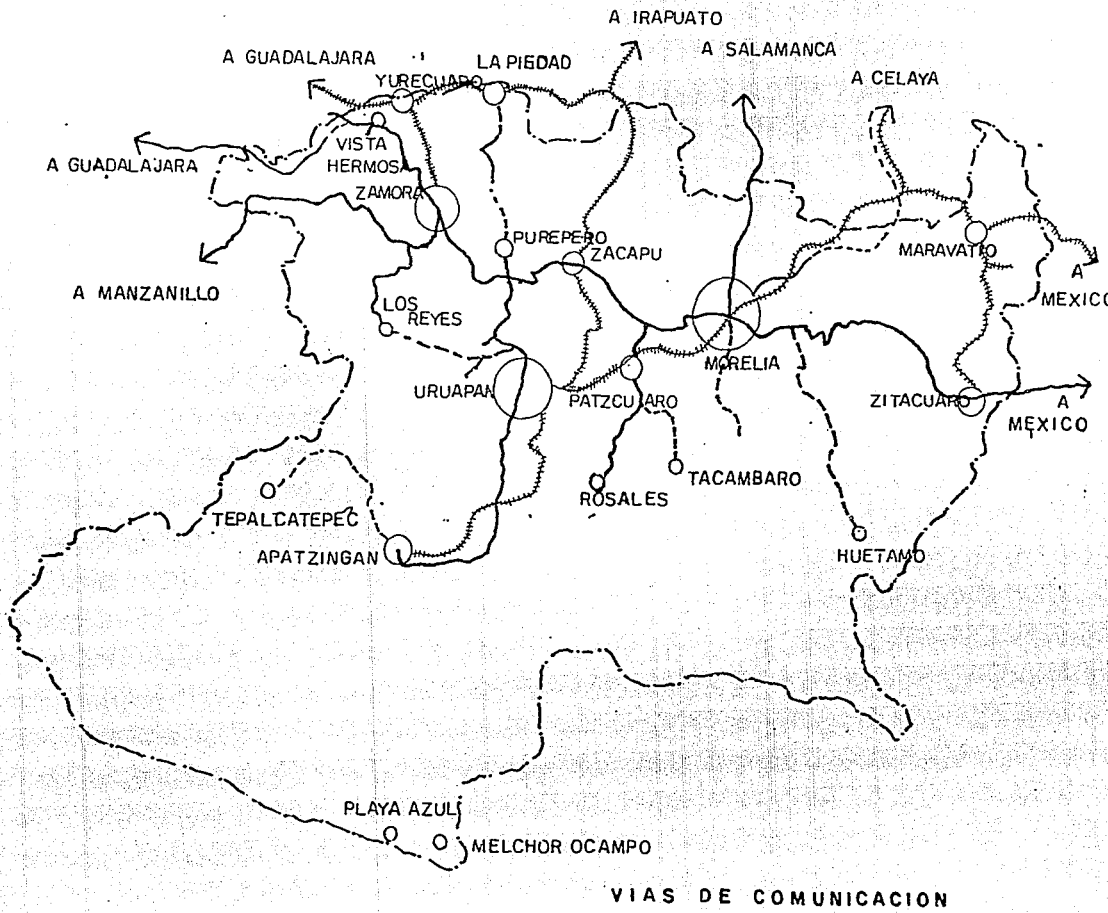 A IRAPUATO
A SALAMANCA
A GUADALAJARA
LA PIEDAD
YURECUARO
A CELAYA
VISTA
HERMOSA
A GUADALAJARA
ZAMORA
PUREPERO
ZACAPU
MARAVATIO
A
MEXICO
A MANZANILLO
LOS
REYES
MORELIA
URUAPAN
PATZCUARO
ZITACUARO
A
MEXICO
TACAMBARO
ROSALES
TEPALCATEPEC
APATZINGAN
HUETAMO
PLAYA AZUL
MELCHOR OCAMPO
VIAS DE COMUNICACION